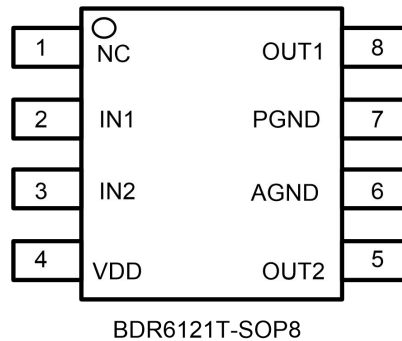 1 NC OUT1 8
2 IN1 PGND 7
3 IN2 AGND 6
4 VDD OUT2 5
BDR6121T-SOP8